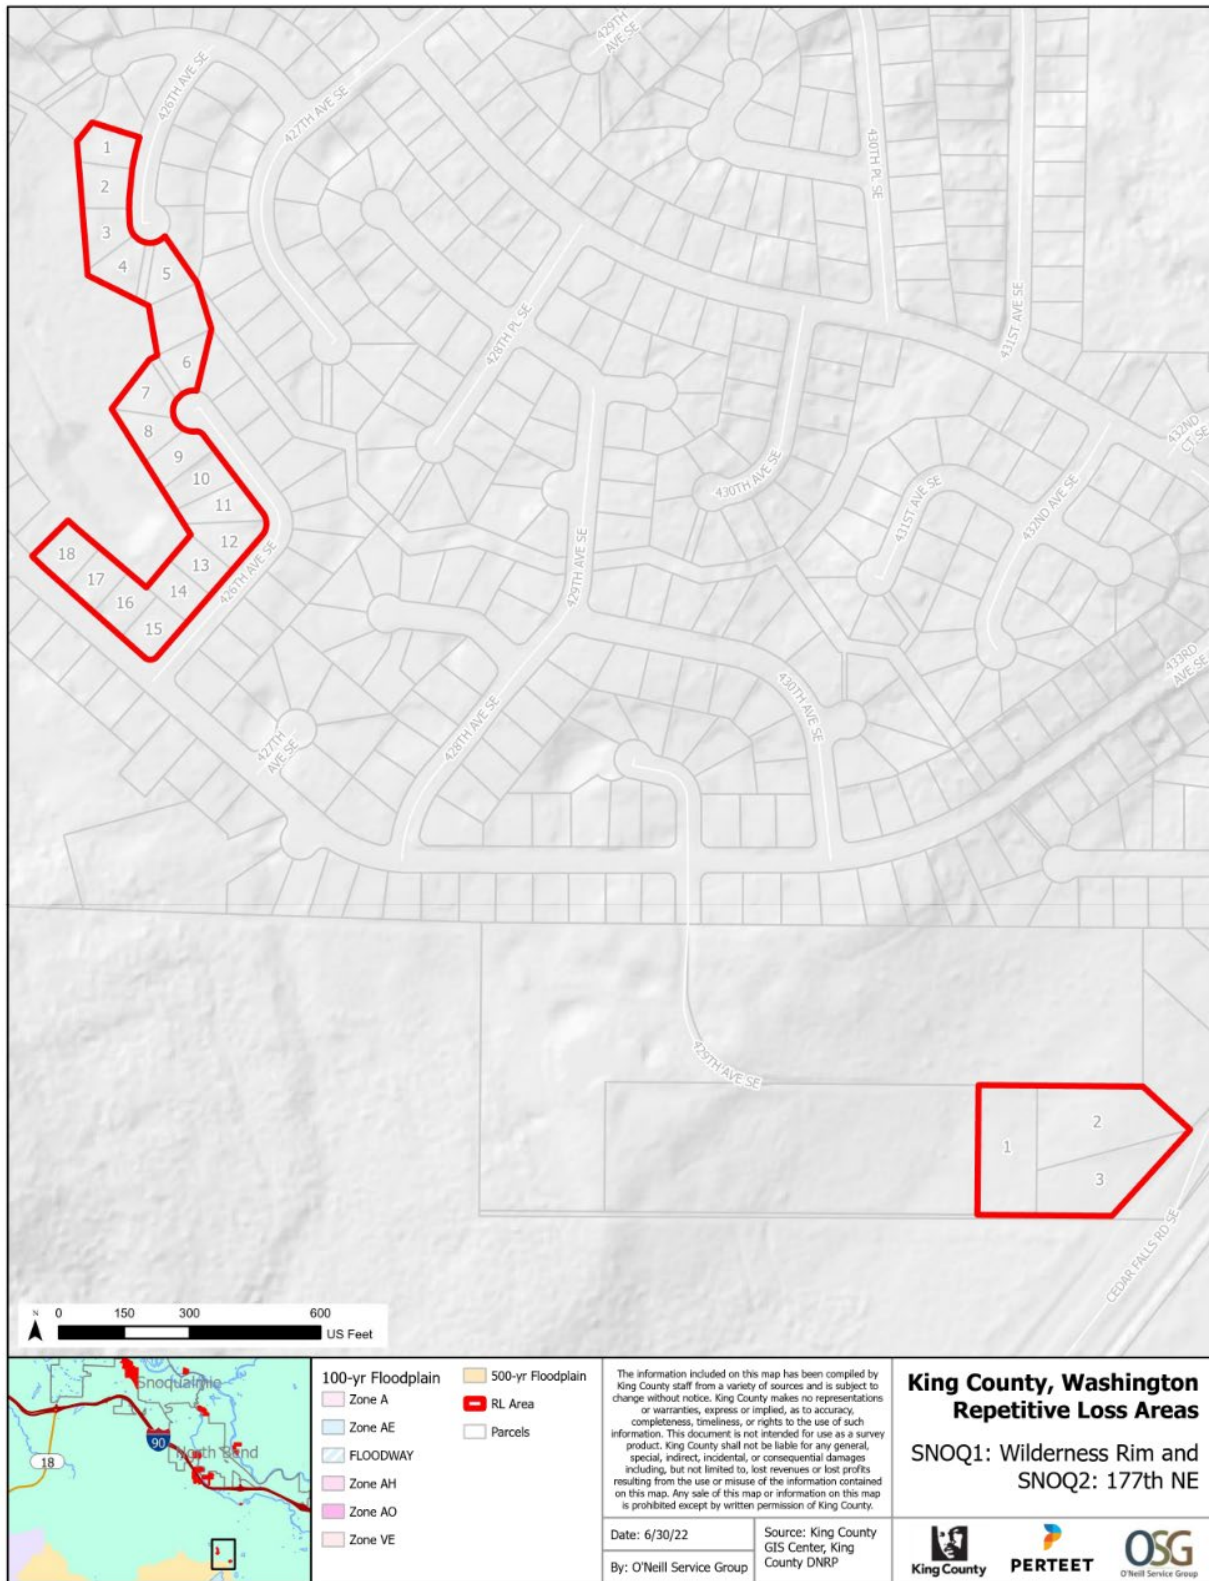 429TH
AVE SE
426TH AVE SE
427TH AVE SE
430TH PL SE
1
2
3
4
5
6
7
8
9
10
11
12
13
14
15
16
17
18
428TH PL SE
431ST AVE SE
432ND
CT SE
430TH AVE SE
431ST AVE SE
432ND AVE SE
426TH AVE SE
429TH AVE SE
433RD
AVE SE
430TH AVE SE
428TH AVE SE
427TH
AVE SE
429TH AVE SE
1
2
3
CEDAR FALLS RD SE
N
0 150 300 600
US Feet
Snoqualmie
90
North Bend
18
100-yr Floodplain
Zone A
Zone AE
FLOODWAY
Zone AH
Zone AO
Zone VE
500-yr Floodplain
RL Area
Parcels
The information included on this map has been compiled by
King County staff from a variety of sources and is subject to
change without notice. King County makes no representations
or warranties, express or implied, as to accuracy,
completeness, timeliness, or rights to the use of such
information. This document is not intended for use as a survey
product. King County shall not be liable for any general,
special, indirect, incidental, or consequential damages
including, but not limited to, lost revenues or lost profits
resulting from the use or misuse of the information contained
on this map. Any sale of this map or information on this map
is prohibited except by written permission of King County.
Date: 6/30/22
By: O'Neill Service Group
Source: King County
GIS Center, King
County DNRP
King County, Washington
Repetitive Loss Areas
SNOQ1: Wilderness Rim and
SNOQ2: 177th NE
King County
PERTEET
OSG
O'Neill Service Group